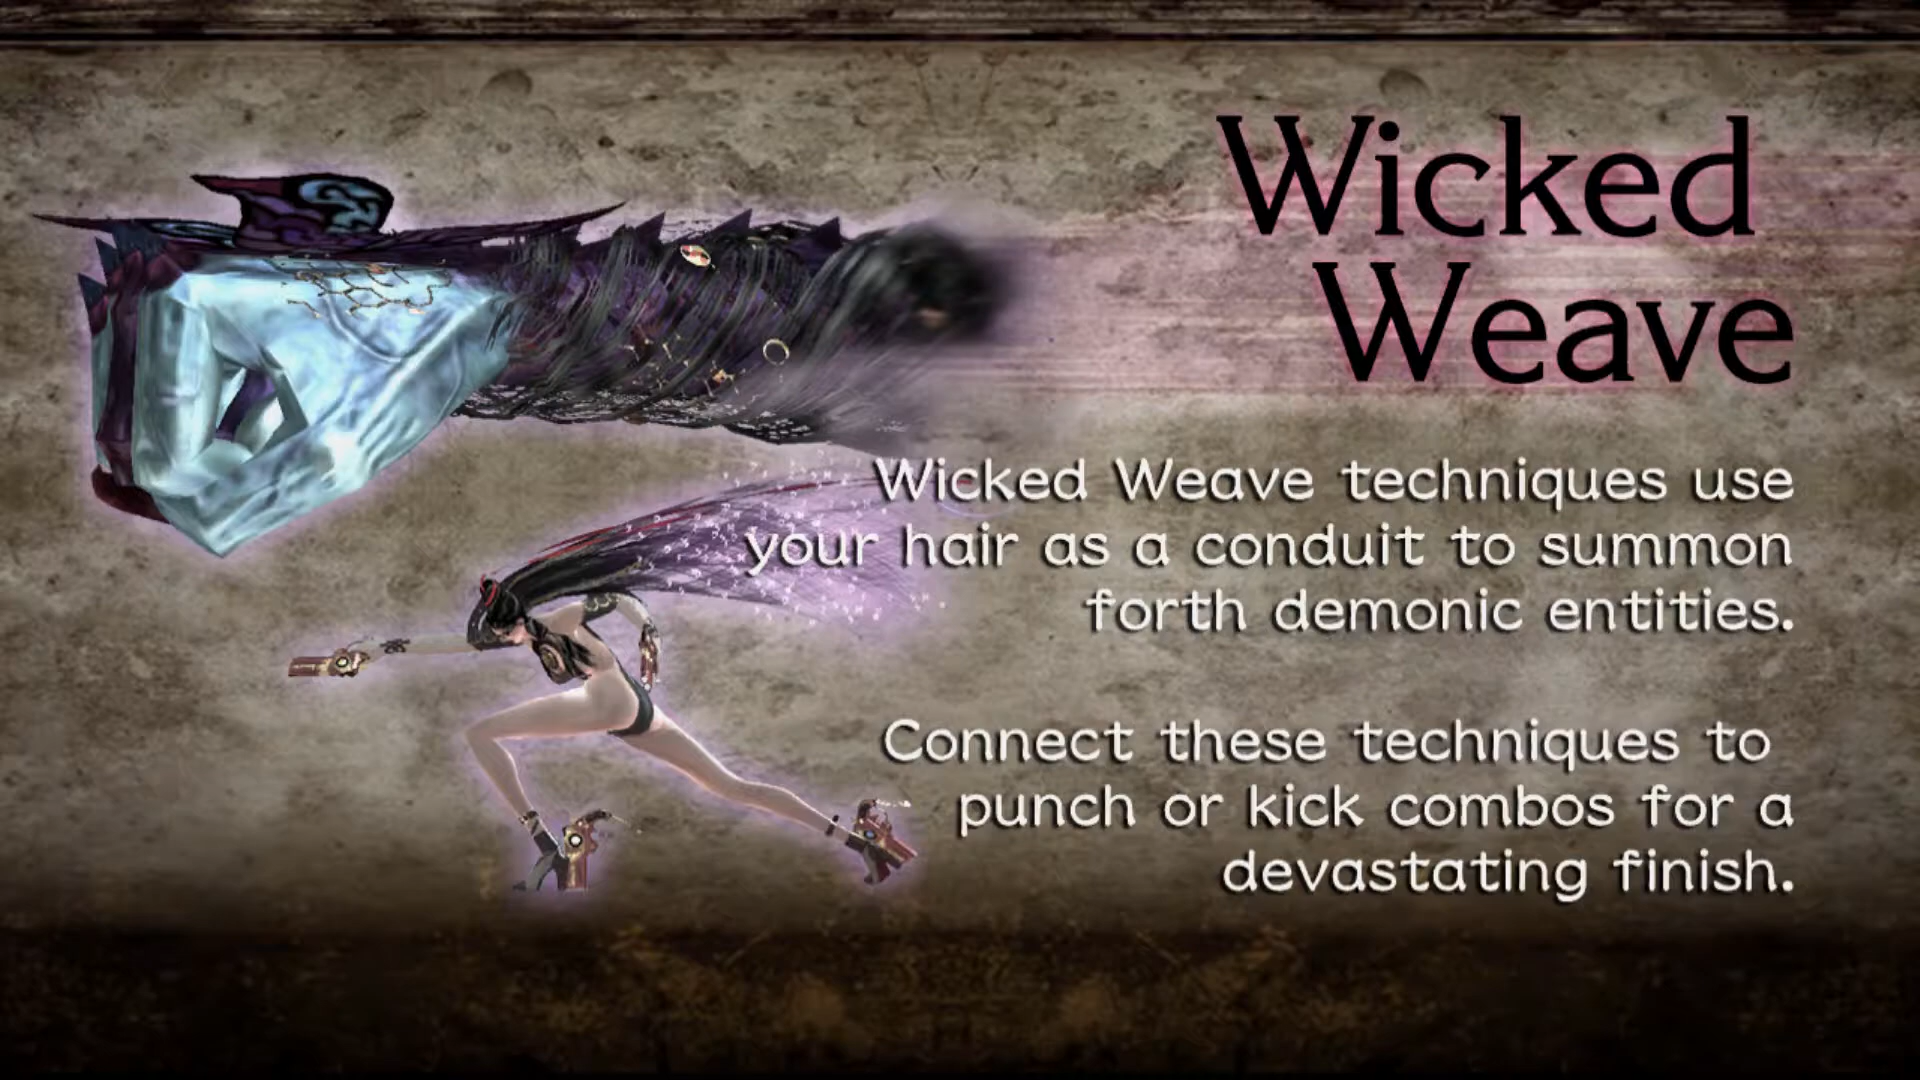 Wicked
Weave
Wicked Weave techniques use
your hair as a conduit to summon
forth demonic entities.
Connect these techniques to
punch or kick combos for a
devastating finish.